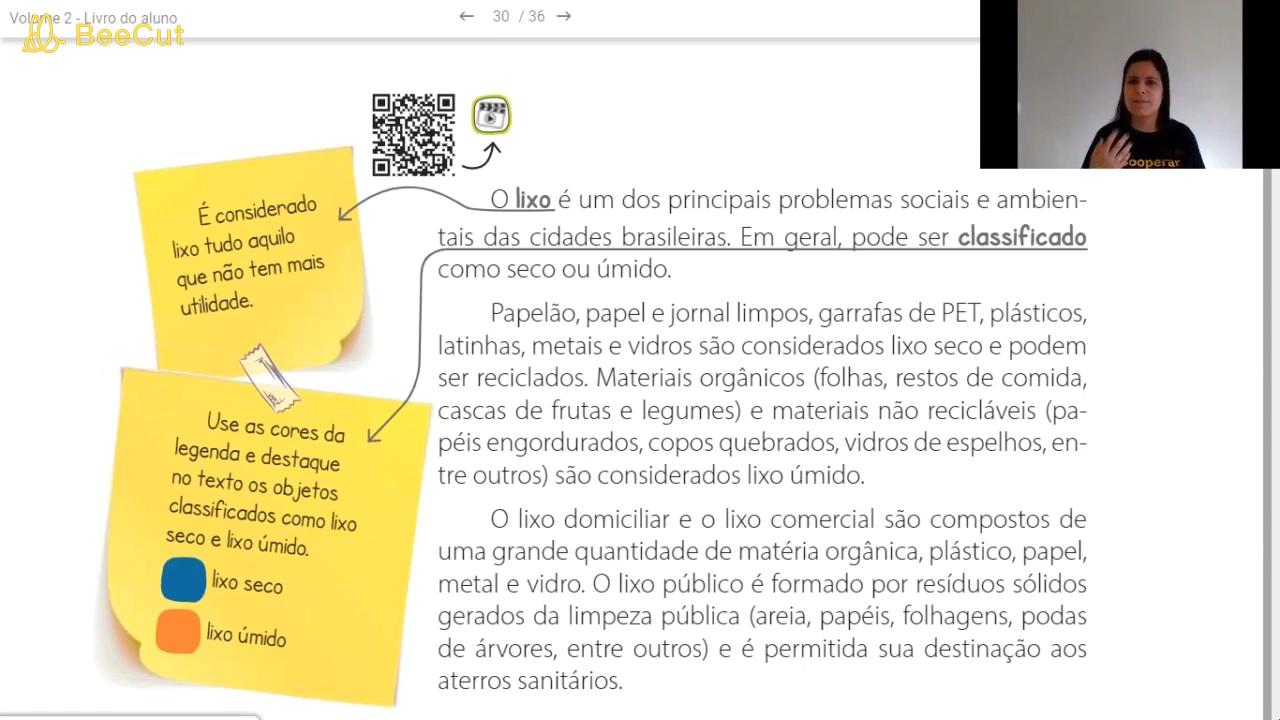 Volume 2 - Livro do aluno
30 / 36
BeeCut
cooperar
É considerado
lixo tudo aquilo
que não tem mais
utilidade.
O lixo é um dos principais problemas sociais e ambien-
tais das cidades brasileiras. Em geral, pode ser classificado
como seco ou úmido.
Papelão, papel e jornal limpos, garrafas de PET, plásticos,
latinhas, metais e vidros são considerados lixo seco e podem
ser reciclados. Materiais orgânicos (folhas, restos de comida,
cascas de frutas e legumes) e materiais não recicláveis (pa-
péis engordurados, copos quebrados, vidros de espelhos, en-
tre outros) são considerados lixo úmido.
O lixo domiciliar e o lixo comercial são compostos de
uma grande quantidade de matéria orgânica, plástico, papel,
metal e vidro. O lixo público é formado por resíduos sólidos
gerados da limpeza pública (areia, papéis, folhagens, podas
de árvores, entre outros) e é permitida sua destinação aos
aterros sanitários.
Use as cores da
legenda e destaque
no texto os objetos
classificados como lixo
seco e lixo úmido.
lixo seco
lixo úmido